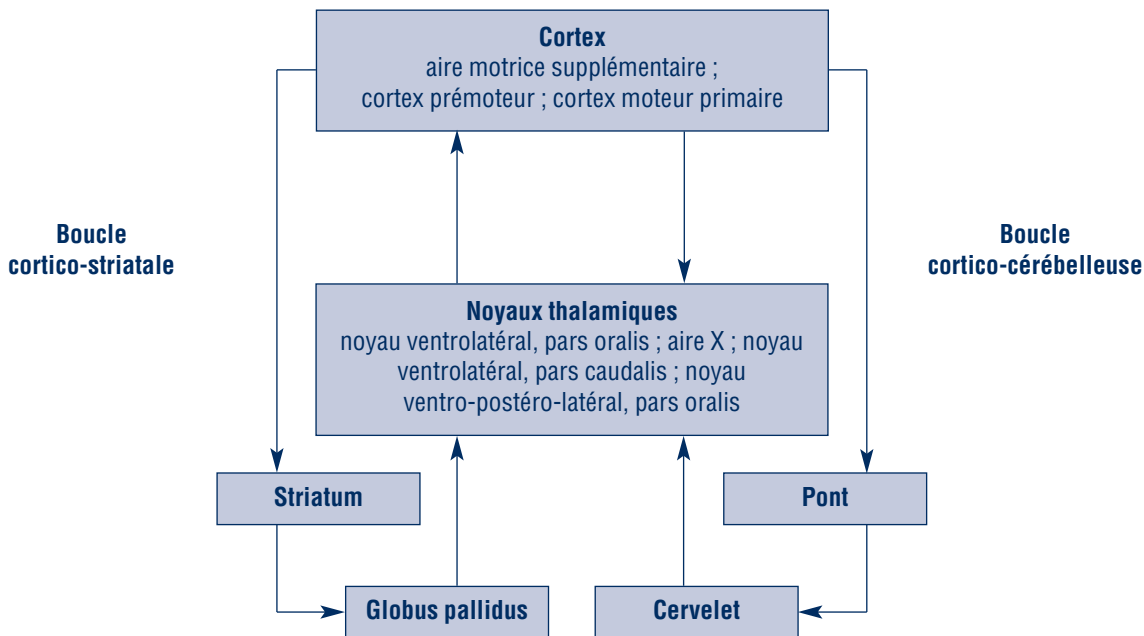 Cortex
aire motrice supplémentaire ;
cortex prémoteur ; cortex moteur primaire
Boucle
cortico-striatale
Boucle
cortico-cérébelleuse
Noyaux thalamiques
noyau ventrolatéral, pars oralis ; aire X ; noyau
ventrolatéral, pars caudalis ; noyau
ventro-postéro-latéral, pars oralis
Striatum
Pont
Globus pallidus
Cervelet